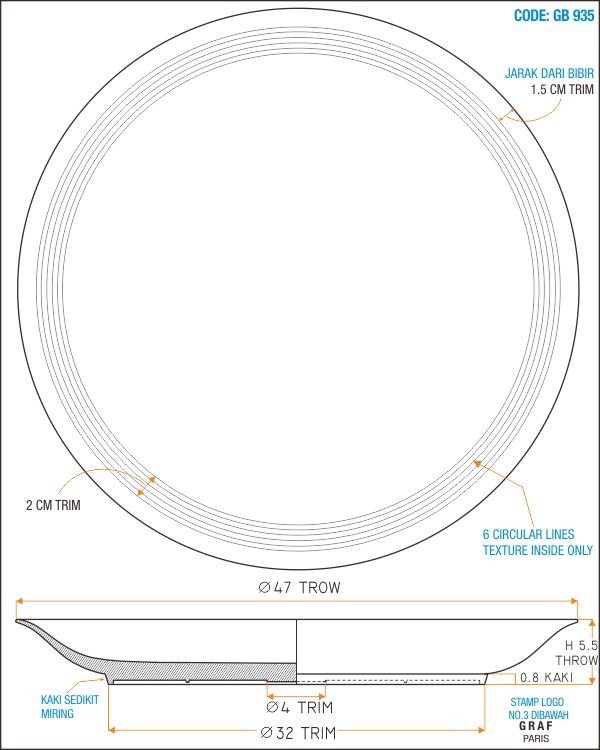 CODE: GB 935
JARAK DARI BIBIR
1.5 CM TRIM
2 CM TRIM
6 CIRCULAR LINES
TEXTURE INSIDE ONLY
∅47 TROW
H 5.5
THROW
0.8 KAKI
KAKI SEDIKIT
MIRING
∅4 TRIM
∅32 TRIM
STAMP LOGO
NO.3 DIBAWAH
GRAF
PARIS